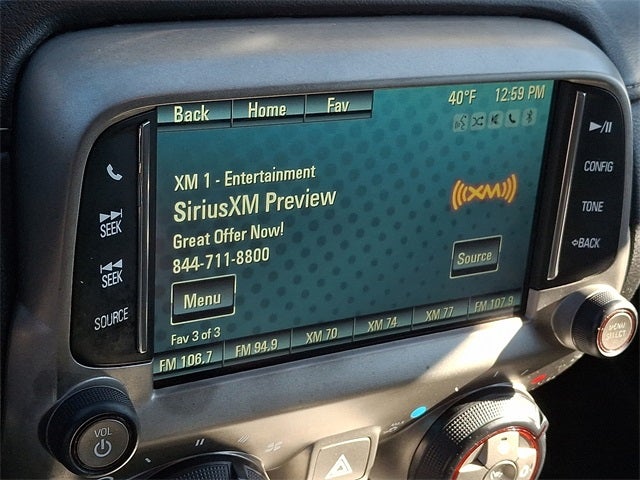 Back Home Fav 40°F 12:59 PM
XM 1 - Entertainment
SiriusXM Preview
Great Offer Now!
844-711-8800
((XM))
Menu
Source
Fav 3 of 3
FM 106.7 FM 94.9 XM 70 XM 74 XM 77 FM 107.9
SEEK
SEEK
SOURCE
VOL
CONFIG
TONE
BACK
MENU
SELECT